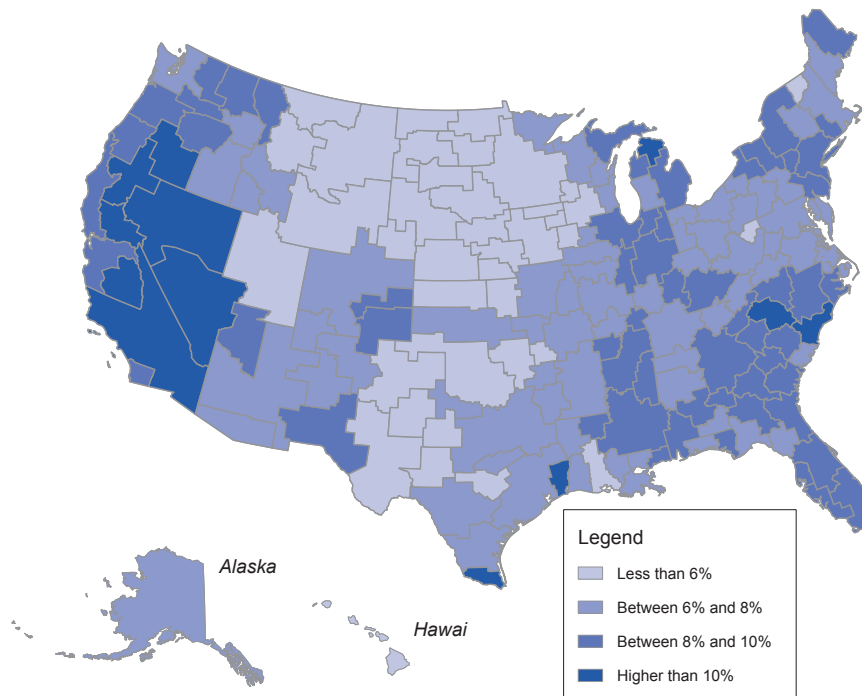 Alaska
Hawai
Legend
Less than 6%
Between 6% and 8%
Between 8% and 10%
Higher than 10%